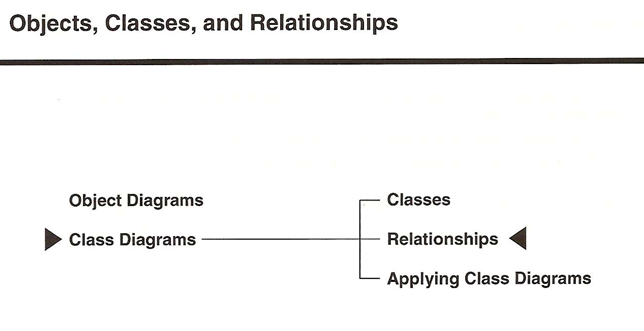 Objects, Classes, and Relationships
Object Diagrams
Class Diagrams
Classes
Relationships
Applying Class Diagrams